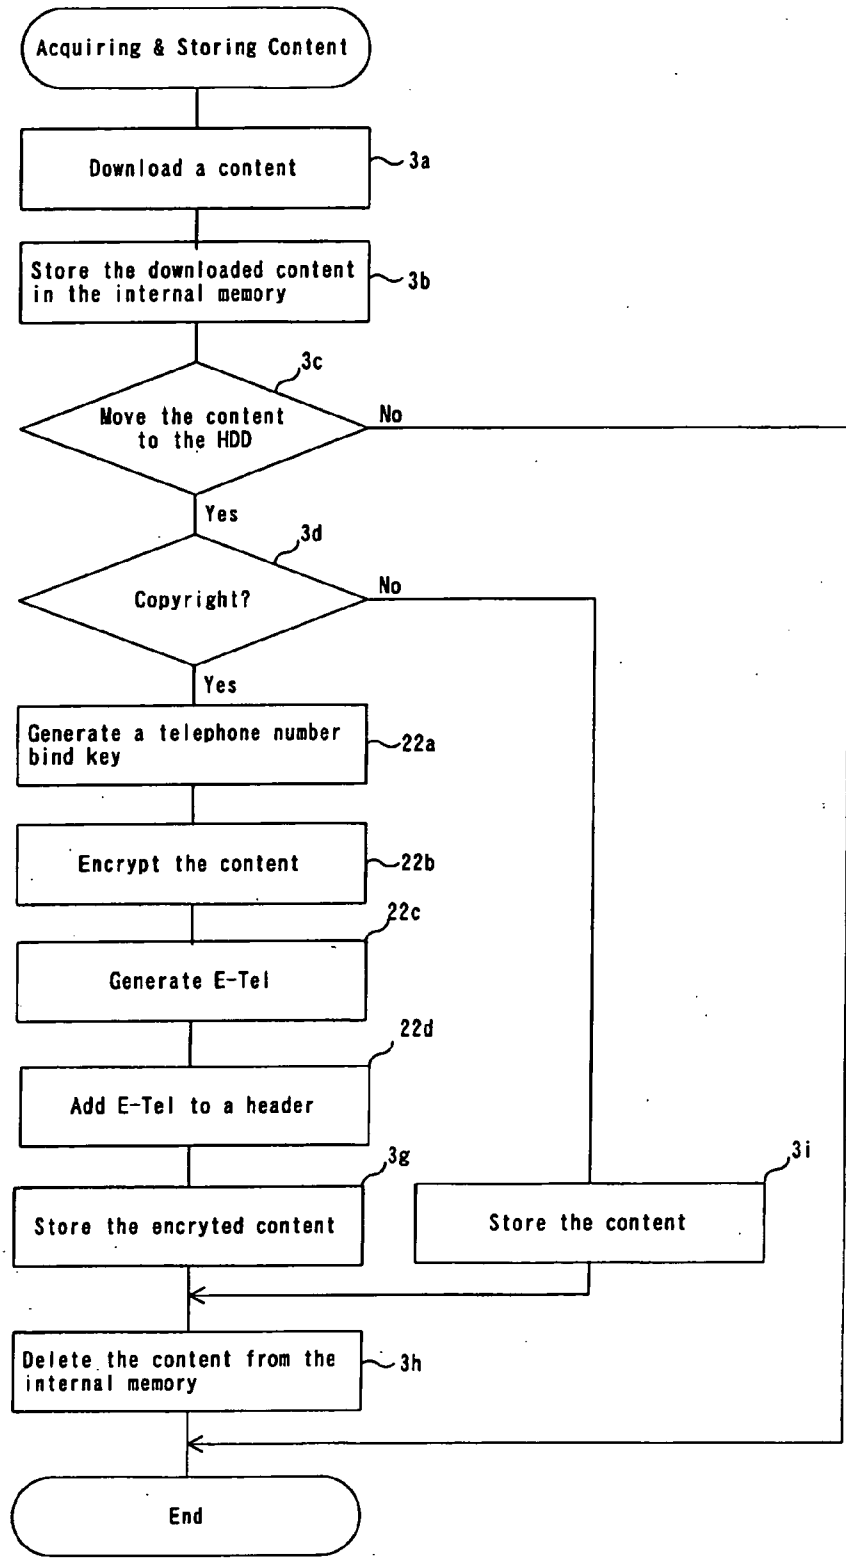 Acquiring & Storing Content
Download a content
3a
Store the downloaded content
in the internal memory
3b
3c
Move the content
to the HDD
No
Yes
3d
Copyright?
No
Yes
Generate a telephone number
bind key
22a
Encrypt the content
22b
22c
Generate E-Tel
22d
Add E-Tel to a header
3g
Store the encryted content
3i
Store the content
Delete the content from the
internal memory
3h
End